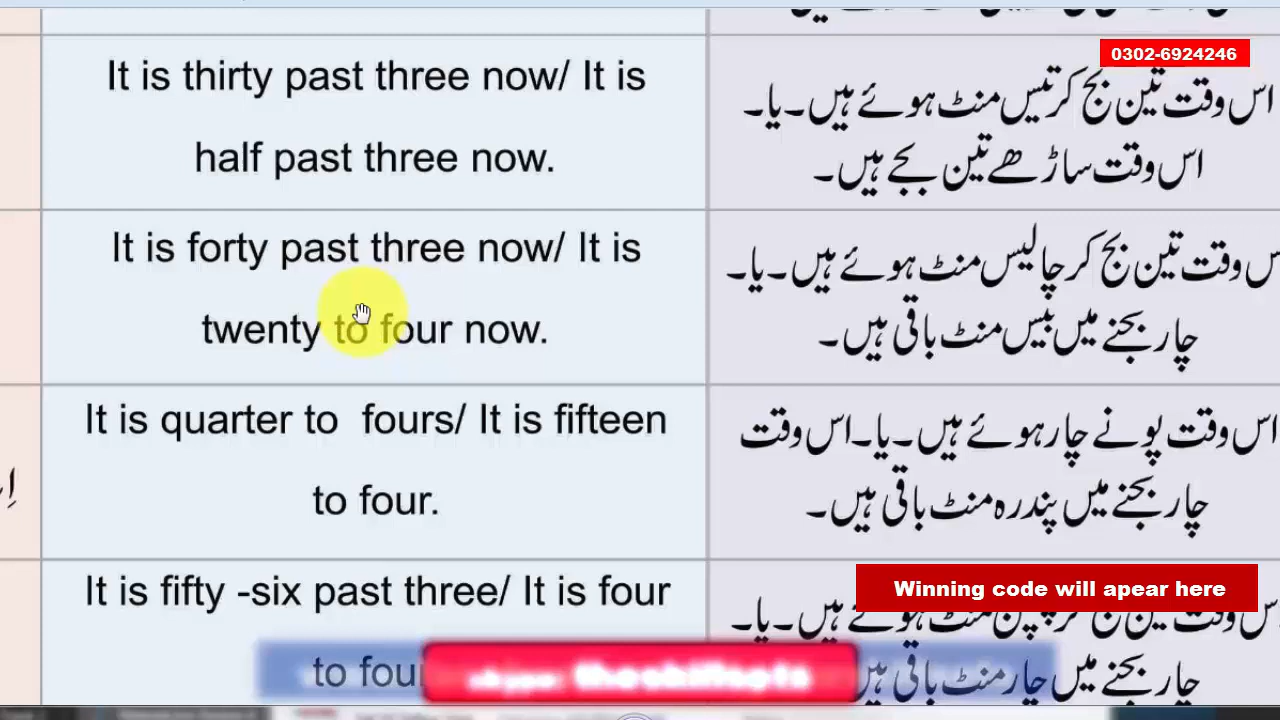 0302-6924246
It is thirty past three now/ It is
half past three now.
اس وقت تین بج کر تیس منٹ ہوئے ہیں۔یا۔
اس وقت ساڑھے تین بجے ہیں۔
It is forty past three now/ It is
twenty to four now.
س وقت تین بج کر چالیس منٹ ہوئے ہیں۔یا۔
چار بجنے میں بیس منٹ باقی ہیں۔
It is quarter to fours/ It is fifteen
to four.
اس وقت پونے چار ہوئے ہیں۔یا۔اس وقت
چار بجنے میں پندرہ منٹ باقی ہیں۔
It is fifty -six past three/ It is four
to four
Winning code will apear here
منٹ ہوئے ہیں۔یا۔
چار بجنے میں چار منٹ باقی ہیں